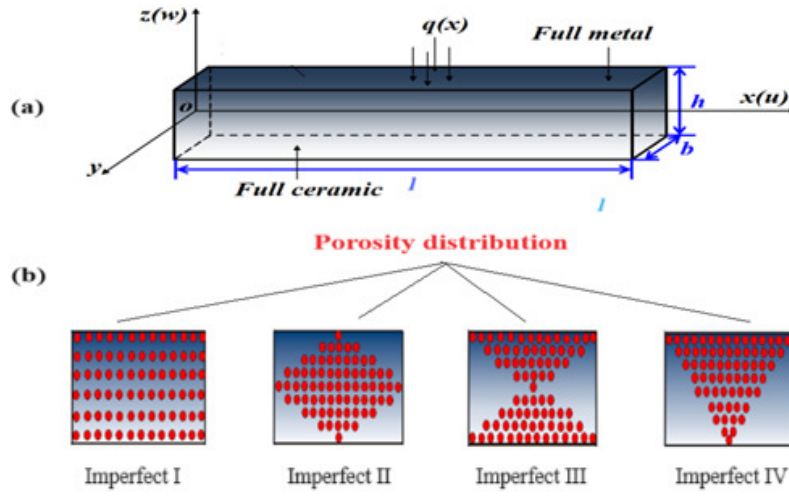 z(w)
q(x)
Full metal
(a)
o
h
x(u)
b
y
Full ceramic
l
l
Porosity distribution
(b)
Imperfect I
Imperfect II
Imperfect III
Imperfect IV